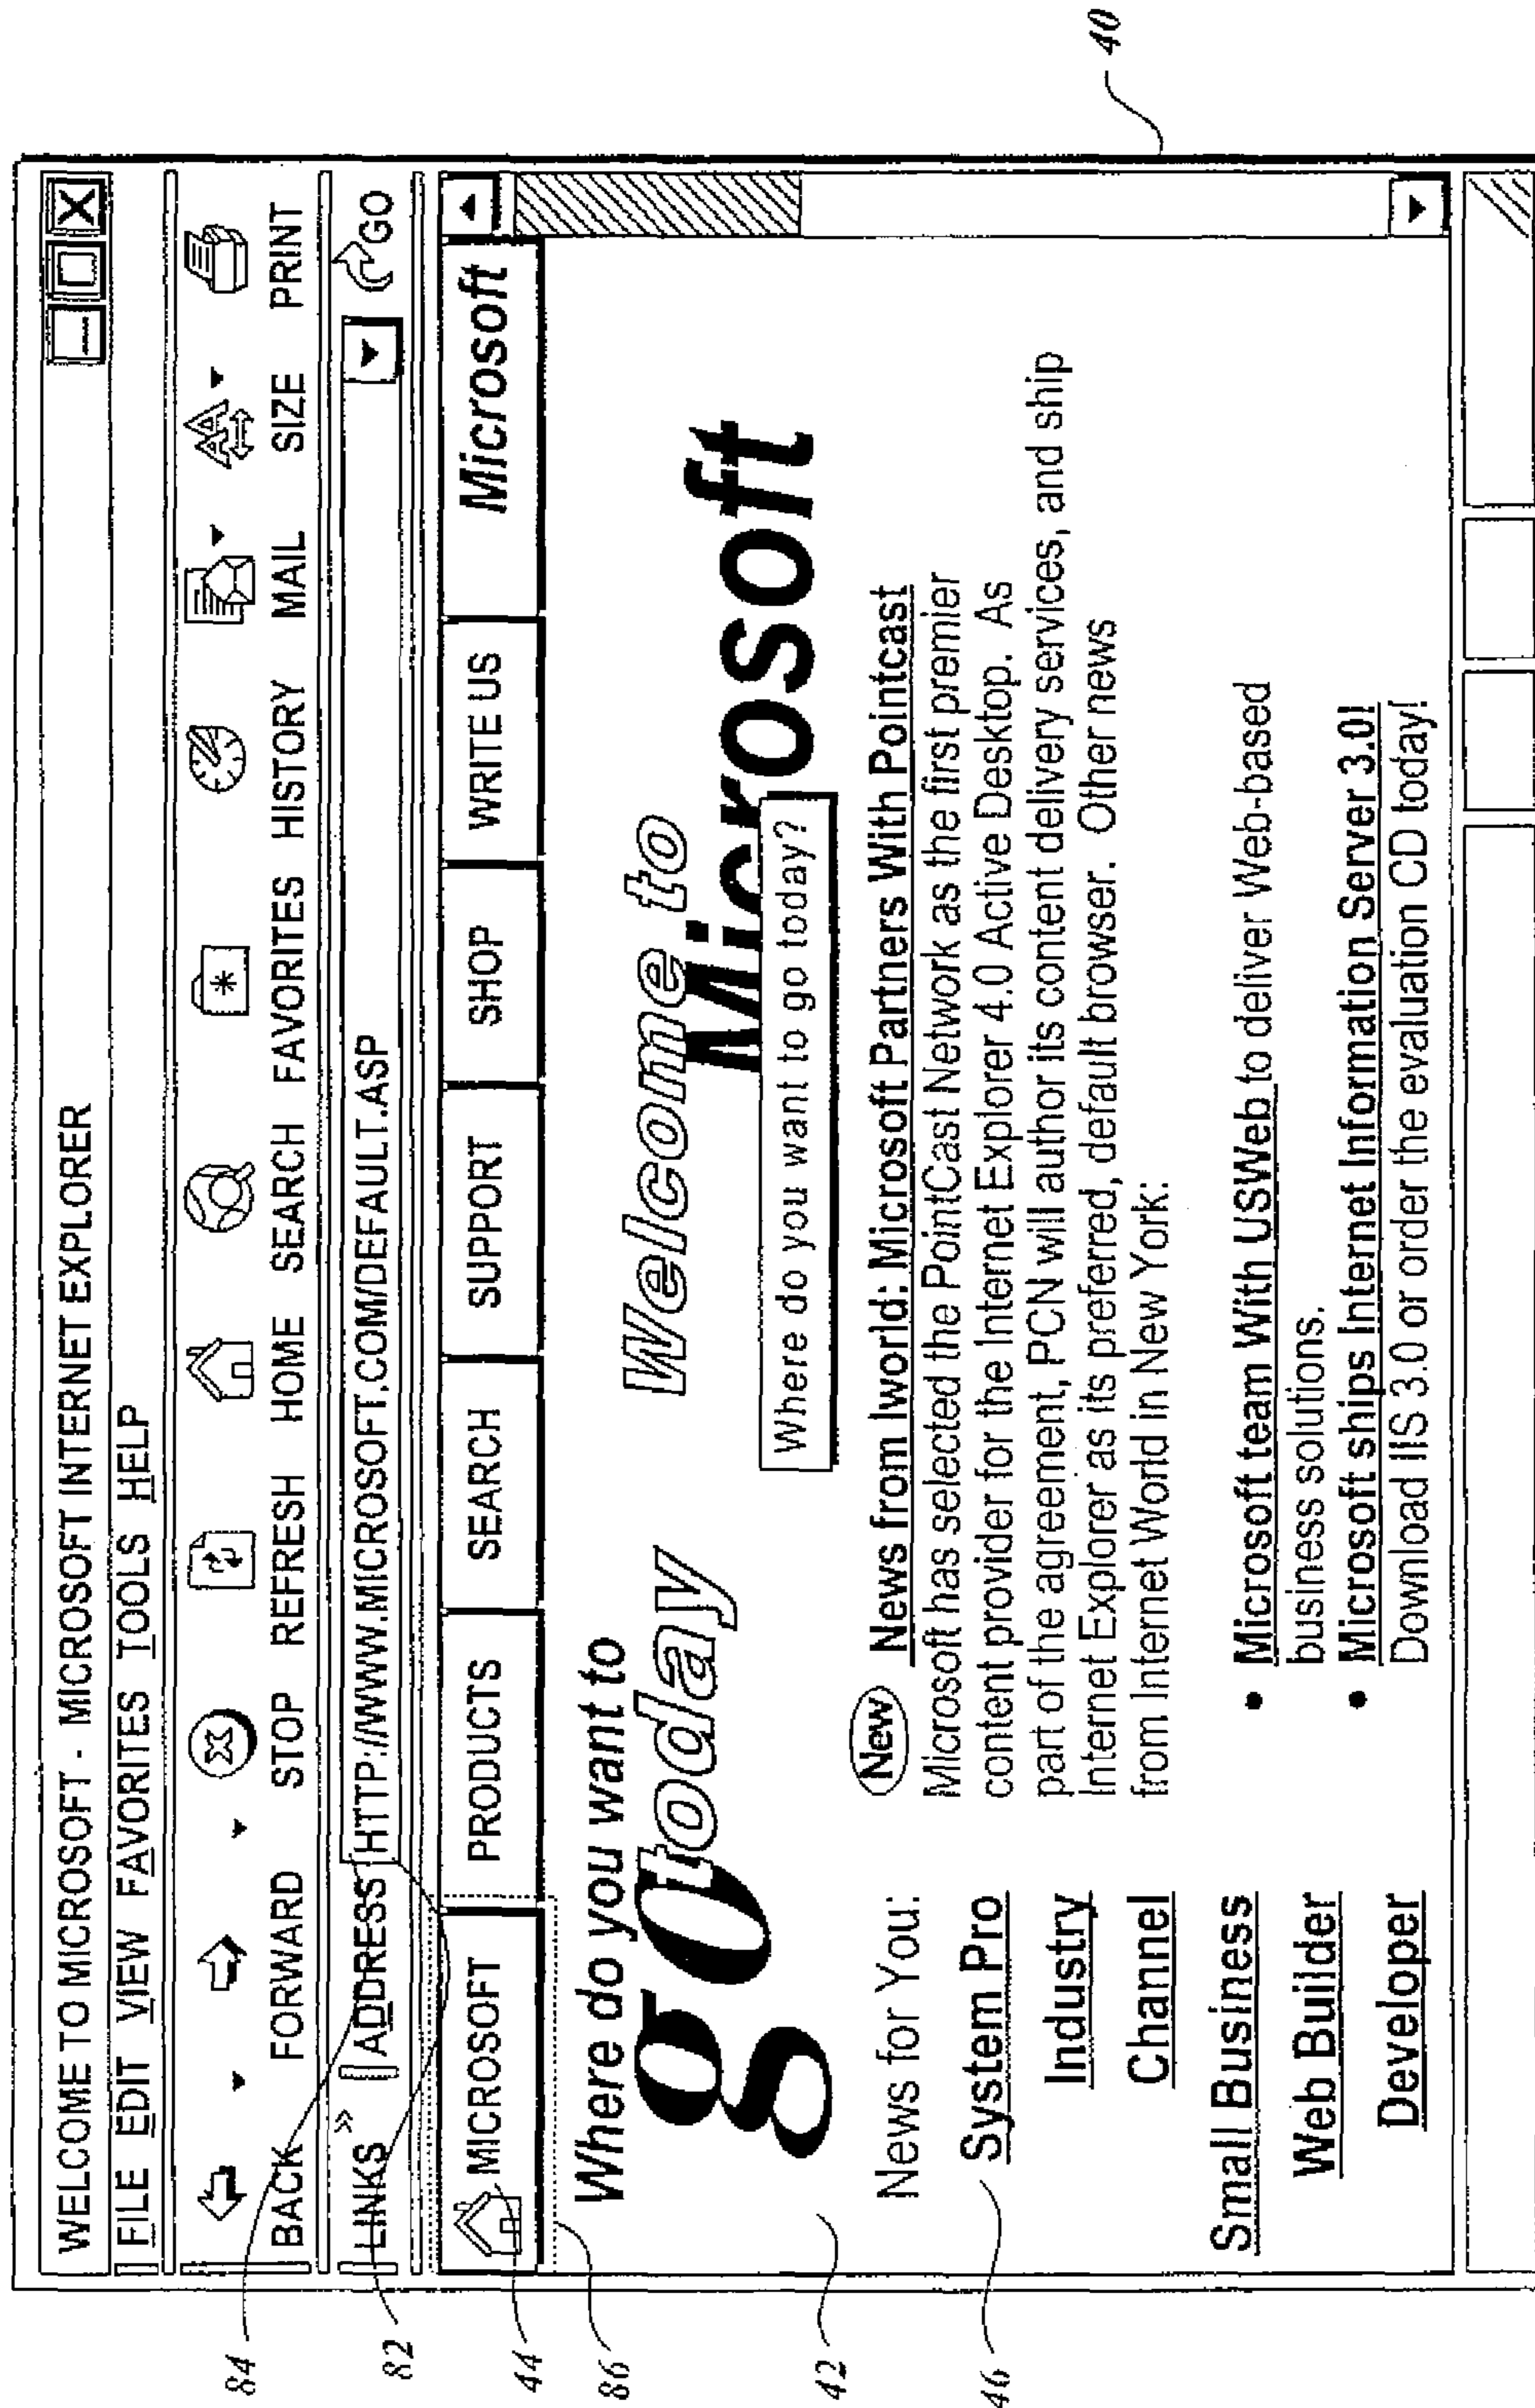 WELCOME TO MICROSOFT - MICROSOFT INTERNET EXPLORER
FILE EDIT VIEW FAVORITES TOOLS HELP
BACK FORWARD STOP REFRESH HOME SEARCH FAVORITES HISTORY MAIL SIZE PRINT
LINKS » ADDRESS HTTP://WWW.MICROSOFT.COM/DEFAULT.ASP GO
MICROSOFT PRODUCTS SEARCH SUPPORT SHOP WRITE US Microsoft
Where do you want to
go today
Welcome to
Microsoft
Where do you want to go today?
News for You:
System Pro
Industry
Channel
Small Business
Web Builder
Developer
New News from Iworld: Microsoft Partners With Pointcast
Microsoft has selected the PointCast Network as the first premier
content provider for the Internet Explorer 4.0 Active Desktop. As
part of the agreement, PCN will author its content delivery services, and ship
Internet Explorer as its preferred, default browser. Other news
from Internet World in New York:
• Microsoft team With USWeb to deliver Web-based
business solutions.
• Microsoft ships Internet Information Server 3.0!
Download IIS 3.0 or order the evaluation CD today!
84
82
44
86
42
46
40